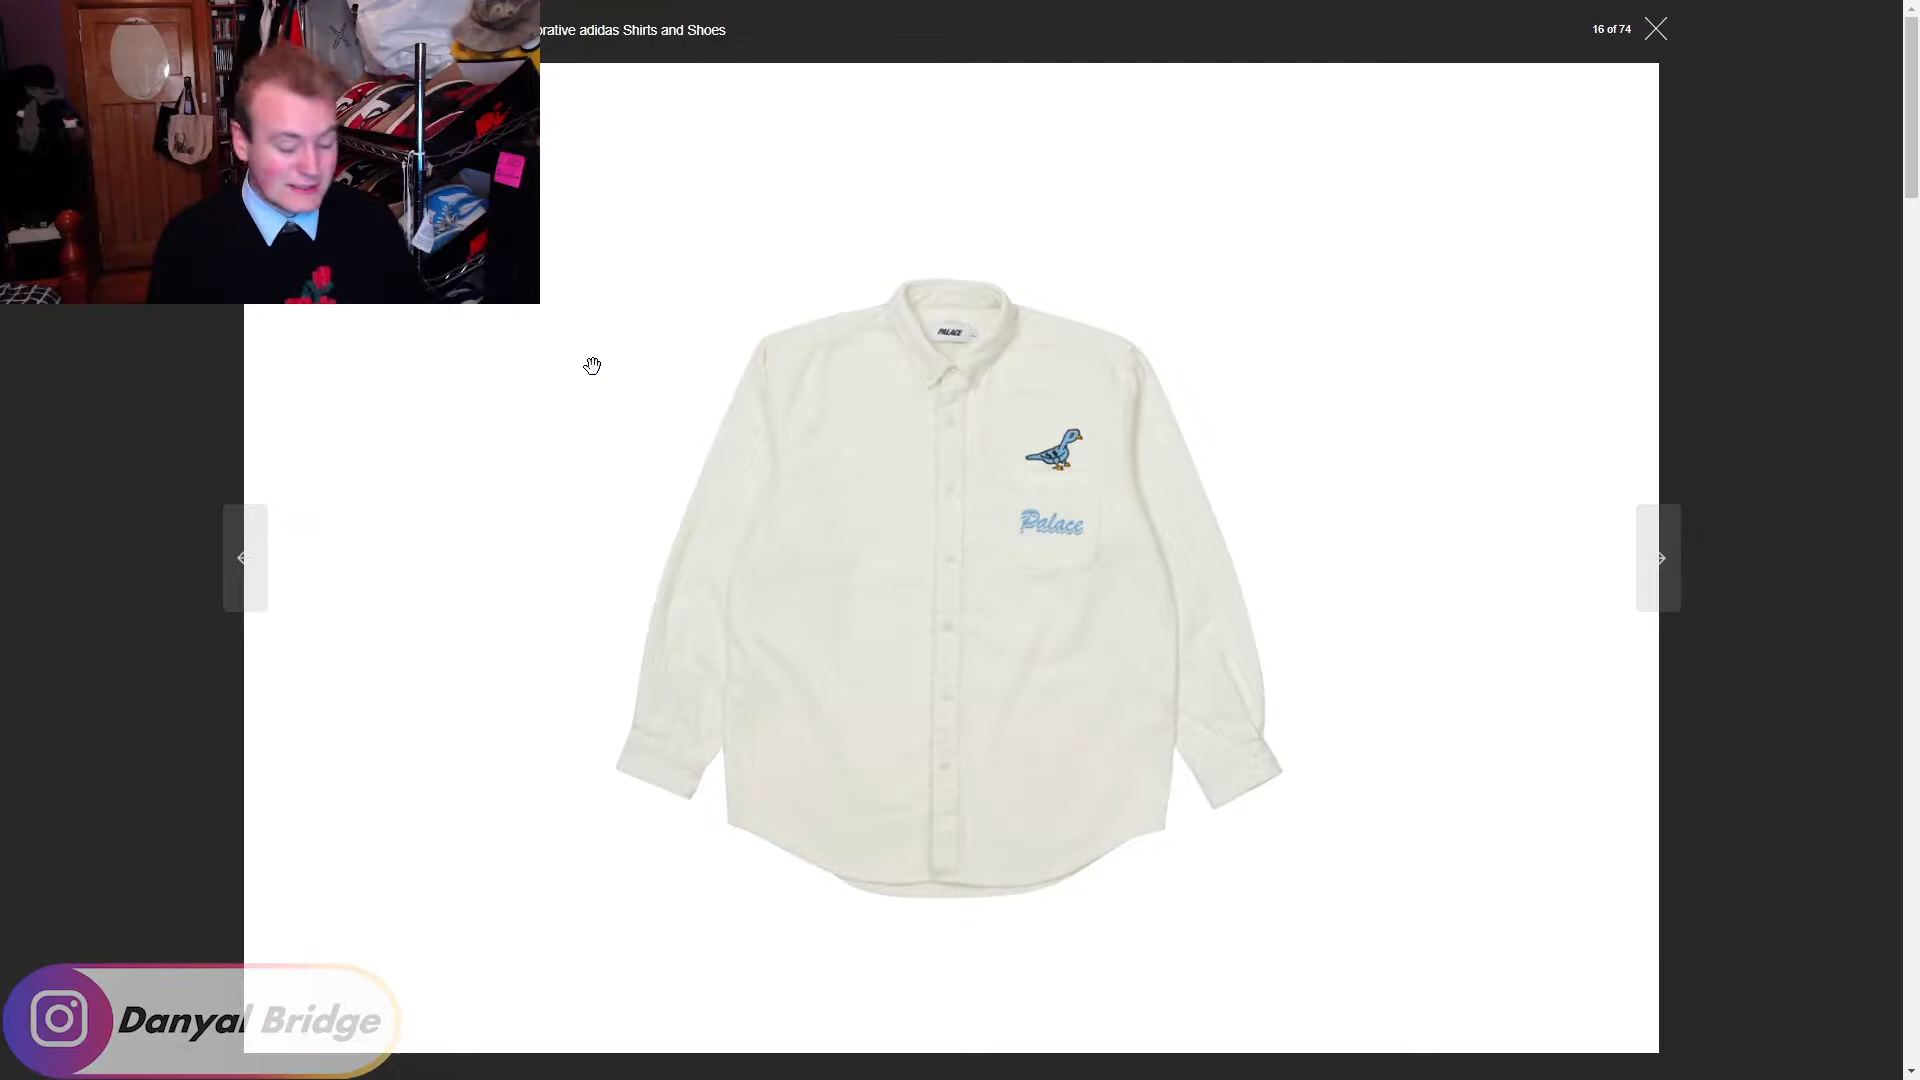 orative adidas Shirts and Shoes
16 of 74
PALACE
Palace
Danyal Bridge